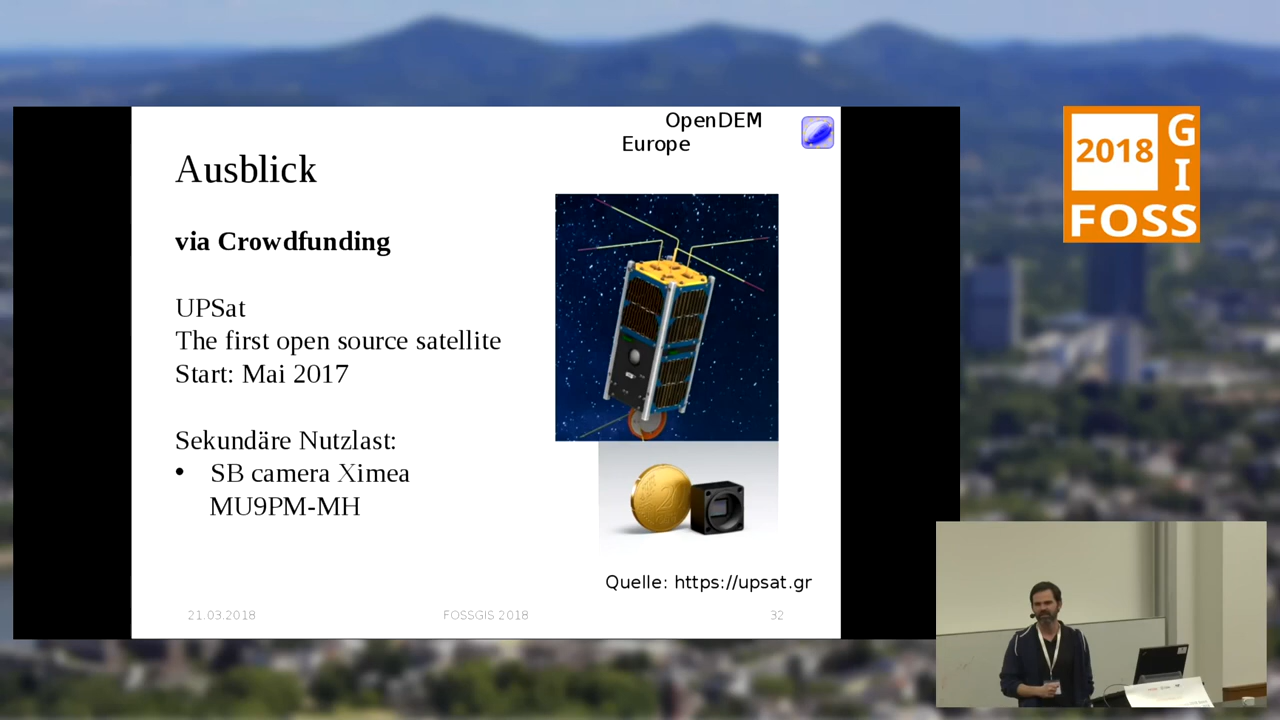 OpenDEM
Europe
Ausblick
via Crowdfunding
UPSat
The first open source satellite
Start: Mai 2017
Sekundäre Nutzlast:
• SB camera Ximea
MU9PM-MH
Quelle: https://upsat.gr
21.03.2018
FOSSGIS 2018
32
2018
GI
FOSS